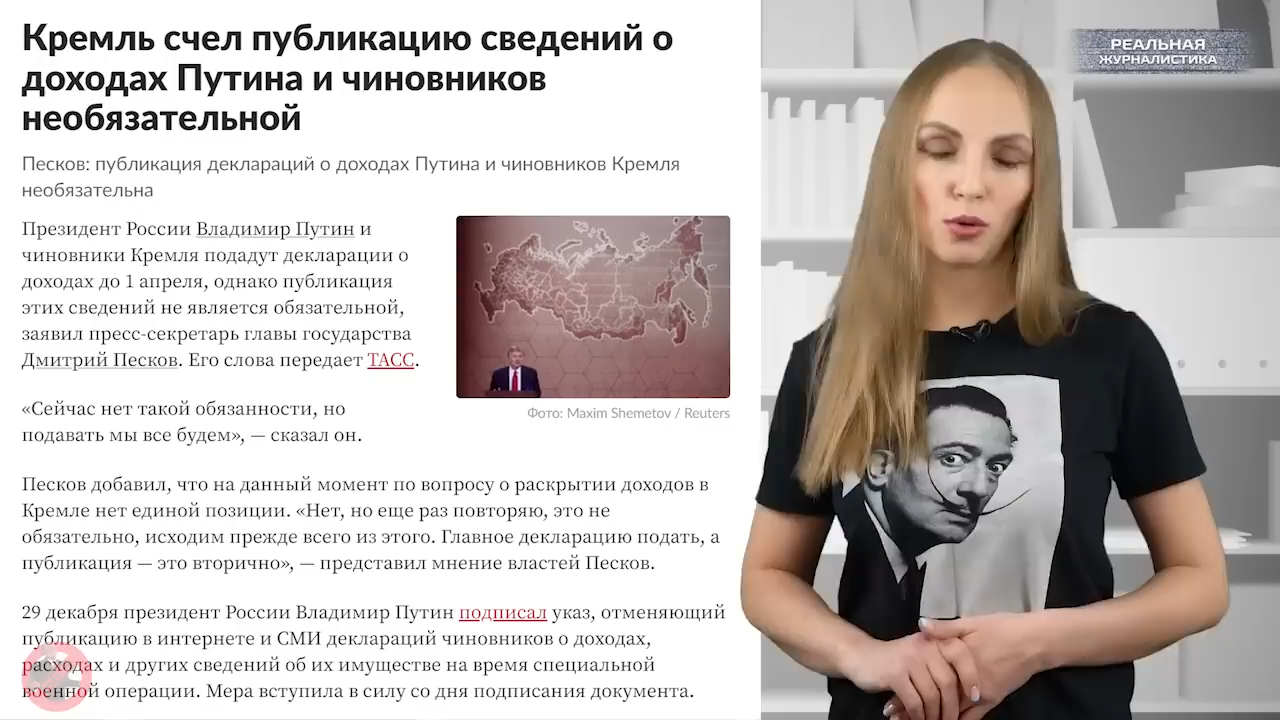 Кремль счел публикацию сведений о
доходах Путина и чиновников
необязательной
Песков: публикация деклараций о доходах Путина и чиновников Кремля
необязательна
Президент России Владимир Путин и
чиновники Кремля подадут декларации о
доходах до 1 апреля, однако публикация
этих сведений не является обязательной,
заявил пресс-секретарь главы государства
Дмитрий Песков. Его слова передает ТАСС.
Фото: Maxim Shemetov / Reuters
«Сейчас нет такой обязанности, но
подавать мы все будем», — сказал он.
Песков добавил, что на данный момент по вопросу о раскрытии доходов в
Кремле нет единой позиции. «Нет, но еще раз повторяю, это не
обязательно, исходим прежде всего из этого. Главное декларацию подать, а
публикация — это вторично», — представил мнение властей Песков.
29 декабря президент России Владимир Путин подписал указ, отменяющий
публикацию в интернете и СМИ деклараций чиновников о доходах,
расходах и других сведений об их имуществе на время специальной
военной операции. Мера вступила в силу со дня подписания документа.
РЕАЛЬНАЯ
ЖУРНАЛИСТИКА